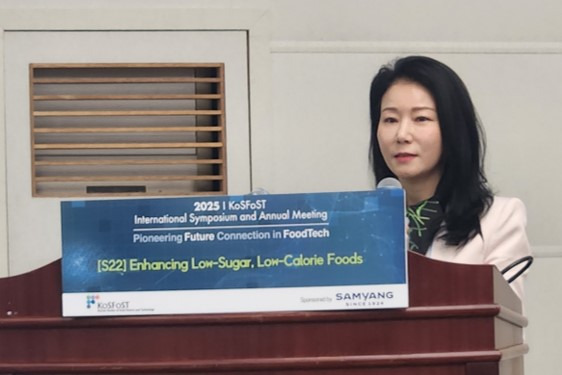 2025 I KoSFoST
International Symposium and Annual Meeting
Pioneering Future Connection in FoodTech
[S22] Enhancing Low-Sugar, Low-Calorie Foods
KoSFoST
Sponsored by SAMYANG
SINCE 1924